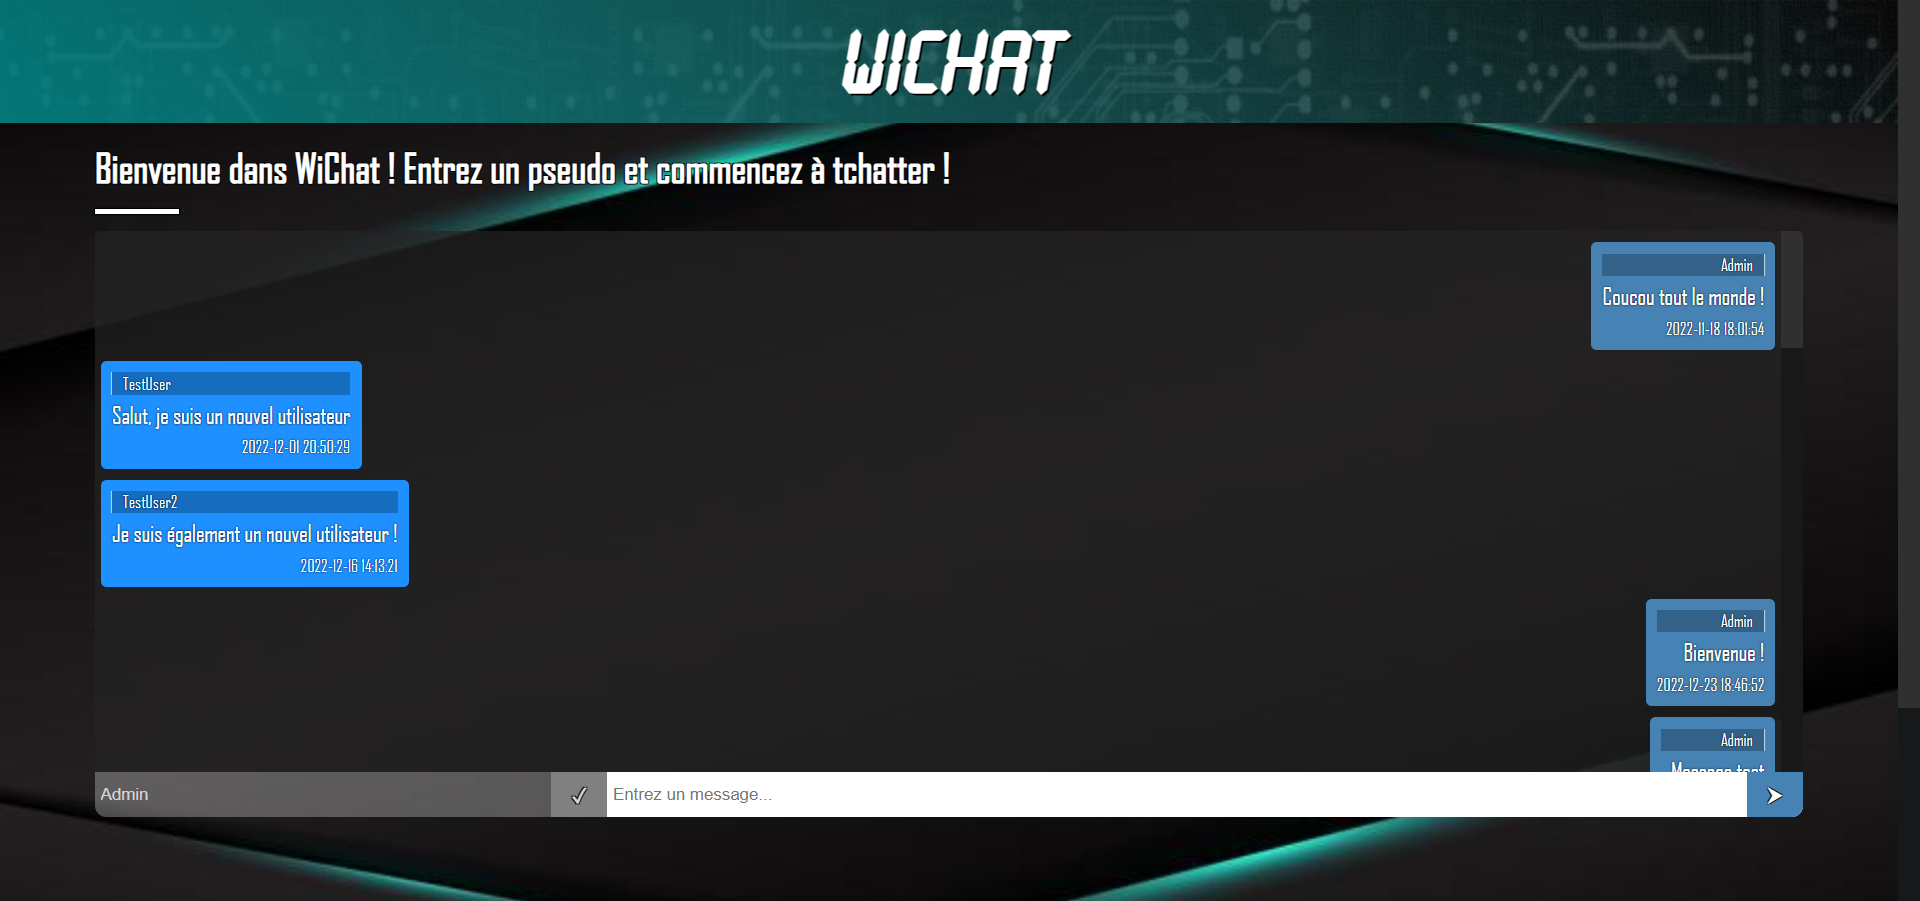 WICHAT
Bienvenue dans WiChat ! Entrez un pseudo et commencez à tchatter !
Admin
Coucou tout le monde !
2022-11-18 18:01:54
TestUser
Salut, je suis un nouvel utilisateur
2022-12-01 20:50:29
TestUser2
Je suis également un nouvel utilisateur !
2022-12-16 14:13:21
Admin
Bienvenue !
2022-12-23 18:46:52
Admin
Message test
Admin
Entrez un message...